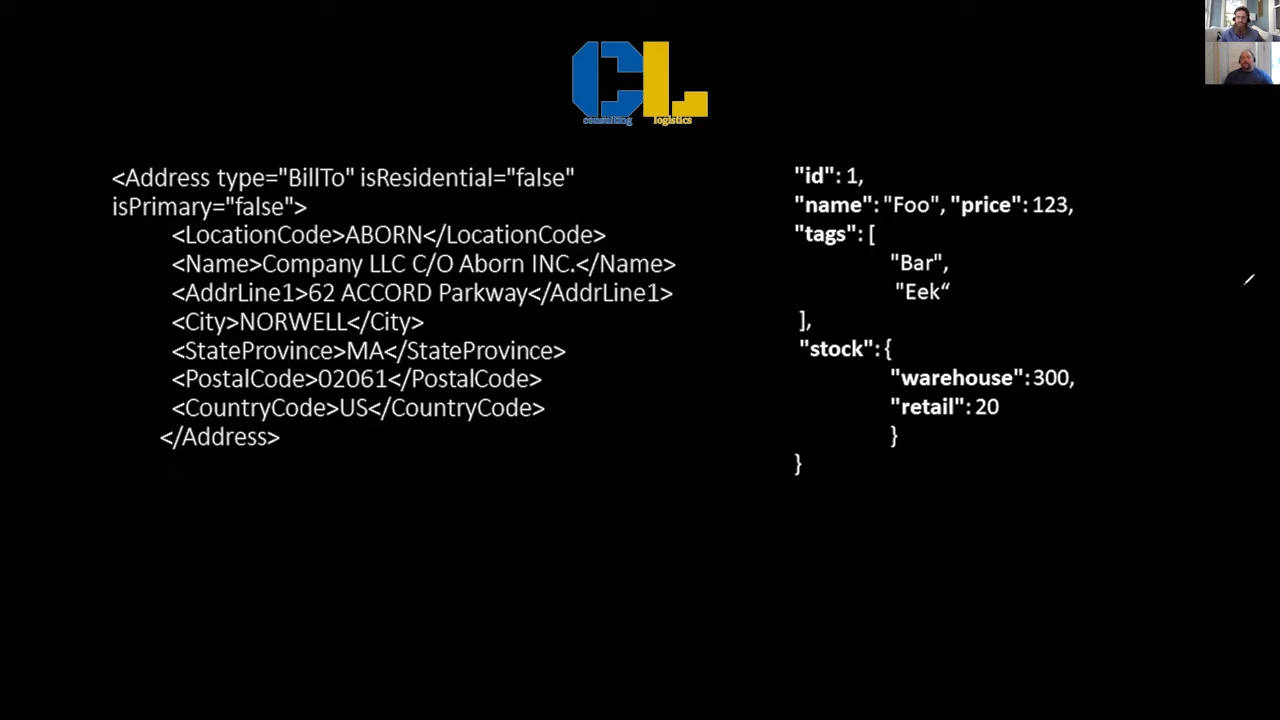 CL
consulting logistics
<Address type="BillTo" isResidential="false"
isPrimary="false">
<LocationCode>ABORN</LocationCode>
<Name>Company LLC C/O Aborn INC.</Name>
<AddrLine1>62 ACCORD Parkway</AddrLine1>
<City>NORWELL</City>
<StateProvince>MA</StateProvince>
<PostalCode>02061</PostalCode>
<CountryCode>US</CountryCode>
</Address>
"id": 1,
"name": "Foo", "price": 123,
"tags": [
"Bar",
"Eek“
],
"stock": {
"warehouse": 300,
"retail": 20
}
}